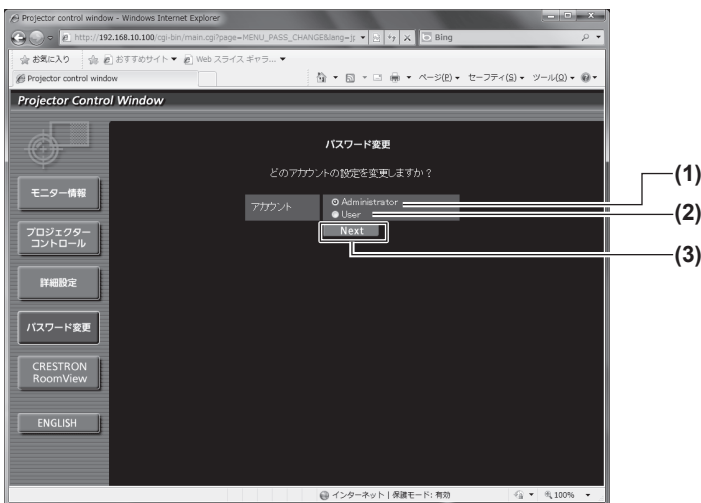 Projector control window - Windows Internet Explorer
http://192.168.10.100/cgi-bin/main.cgi?page=MENU_PASS_CHANGE&lang=j
Bing
お気に入り おすすめサイト Web スライス ギャラ...
Projector control window ページ(P) セーフティ(S) ツール(O)
Projector Control Window
パスワード変更
どのアカウントの設定を変更しますか？
アカウント
Administrator
User
Next
(1)
(2)
(3)
モニター情報
プロジェクター
コントロール
詳細設定
パスワード変更
CRESTRON
RoomView
ENGLISH
インターネット | 保護モード: 有効
100%